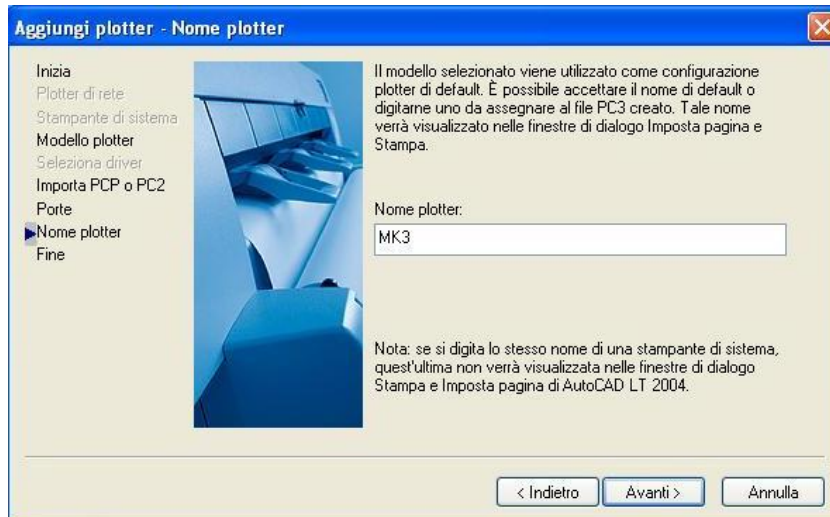 Aggiungi plotter - Nome plotter
Inizia
Plotter di rete
Stampante di sistema
Modello plotter
Seleziona driver
Importa PCP o PC2
Porte
Nome plotter
Fine
Il modello selezionato viene utilizzato come configurazione
plotter di default. È possibile accettare il nome di default o
digitarne uno da assegnare al file PC3 creato. Tale nome
verrà visualizzato nelle finestre di dialogo Imposta pagina e
Stampa.
Nome plotter:
MK3
Nota: se si digita lo stesso nome di una stampante di sistema,
quest'ultima non verrà visualizzata nelle finestre di dialogo
Stampa e Imposta pagina di AutoCAD LT 2004.
< Indietro
Avanti >
Annulla